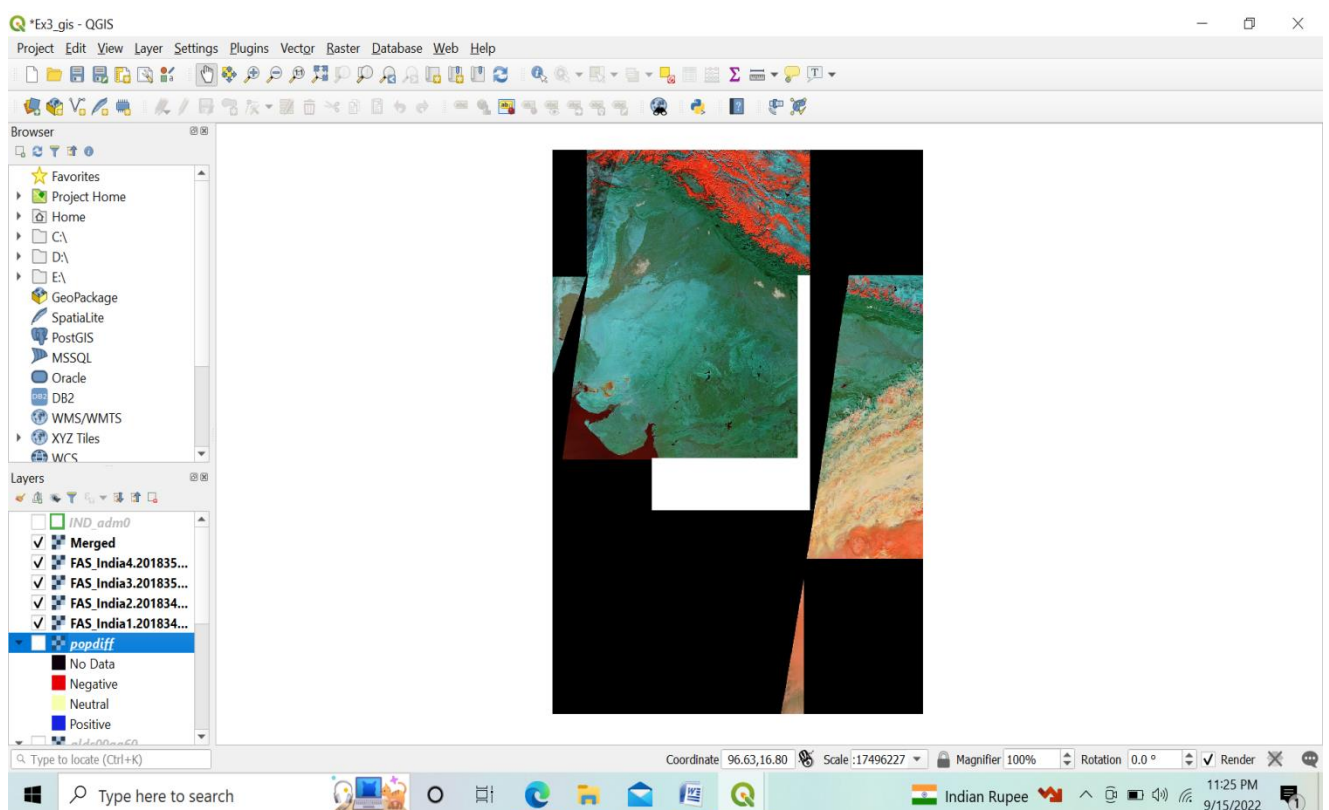 *Ex3_gis - QGIS
Project Edit View Layer Settings Plugins Vector Raster Database Web Help
Browser
Favorites
Project Home
Home
C:\
D:\
E:\
GeoPackage
SpatiaLite
PostGIS
MSSQL
Oracle
DB2
WMS/WMTS
XYZ Tiles
WCS
Layers
IND_adm0
Merged
FAS_India4.201835...
FAS_India3.201835...
FAS_India2.201834...
FAS_India1.201834...
popdiff
No Data
Negative
Neutral
Positive
Type to locate (Ctrl+K)
Coordinate 96.63,16.80 Scale :17496227 Magnifier 100% Rotation 0.0 ° Render
Type here to search
Indian Rupee
11:25 PM
9/15/2022